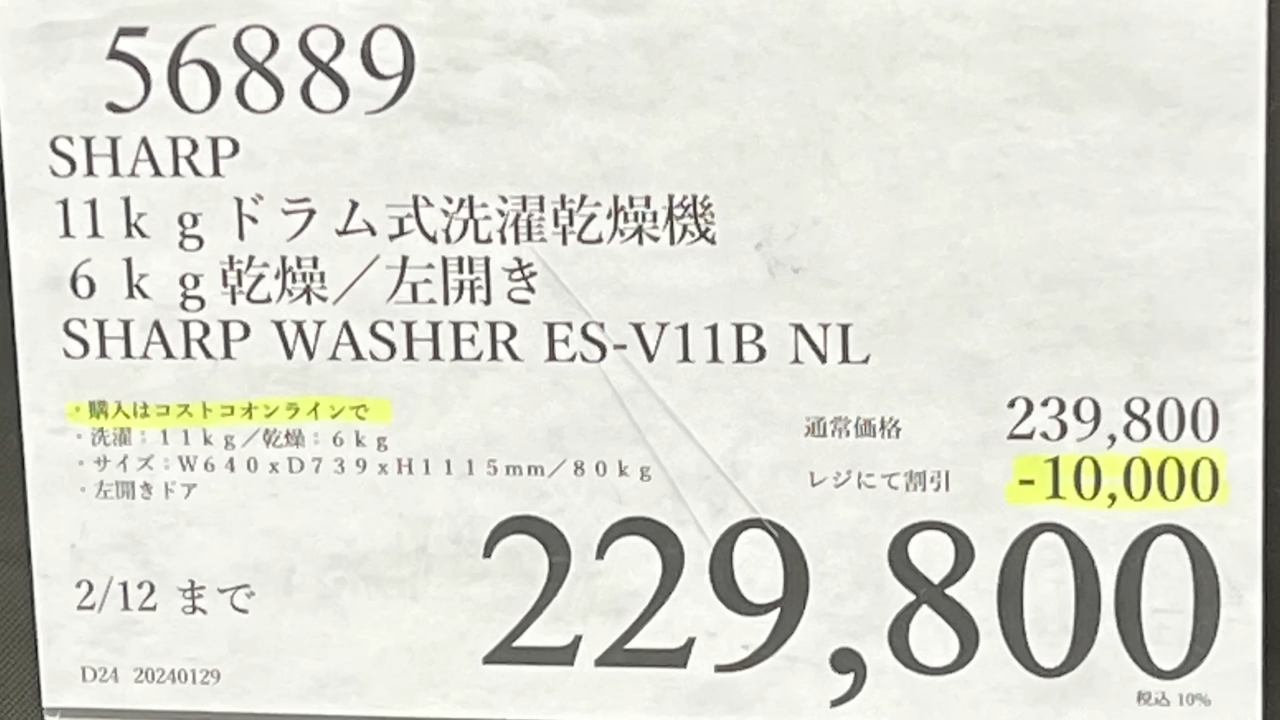 56889
SHARP
11ｋｇドラム式洗濯乾燥機
６ｋｇ乾燥／左開き
SHARP WASHER ES-V11B NL
・購入はコストコオンラインで
・洗濯：１１ｋｇ／乾燥：６ｋｇ
・サイズ：Ｗ６４０ｘＤ７３９ｘＨ１１１５mm／８０ｋｇ
・左開きドア
通常価格 239,800
レジにて割引 -10,000
229,800
2/12 まで
D24 20240129
税込 10%